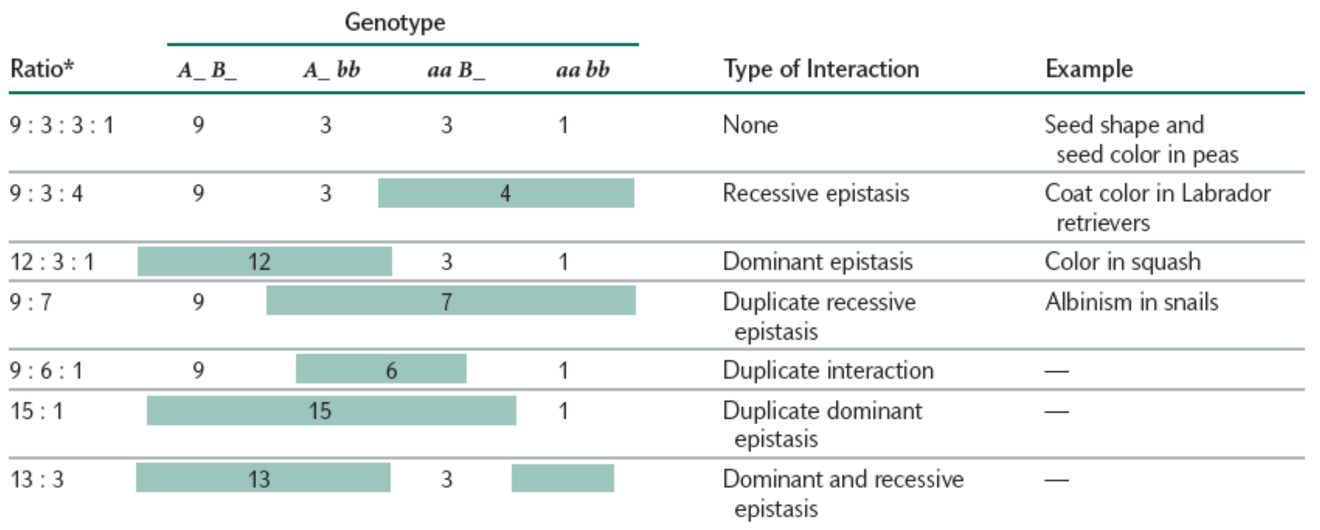 Genotype
Ratio* A_ B_ A_ bb aa B_ aa bb Type of Interaction Example
9 : 3 : 3 : 1 9 3 3 1 None Seed shape and
seed color in peas
9 : 3 : 4 9 3 4 Recessive epistasis Coat color in Labrador
retrievers
12 : 3 : 1 12 3 1 Dominant epistasis Color in squash
9 : 7 9 7 Duplicate recessive Albinism in snails
epistasis
9 : 6 : 1 9 6 1 Duplicate interaction —
15 : 1 15 1 Duplicate dominant —
epistasis
13 : 3 13 3 Dominant and recessive —
epistasis